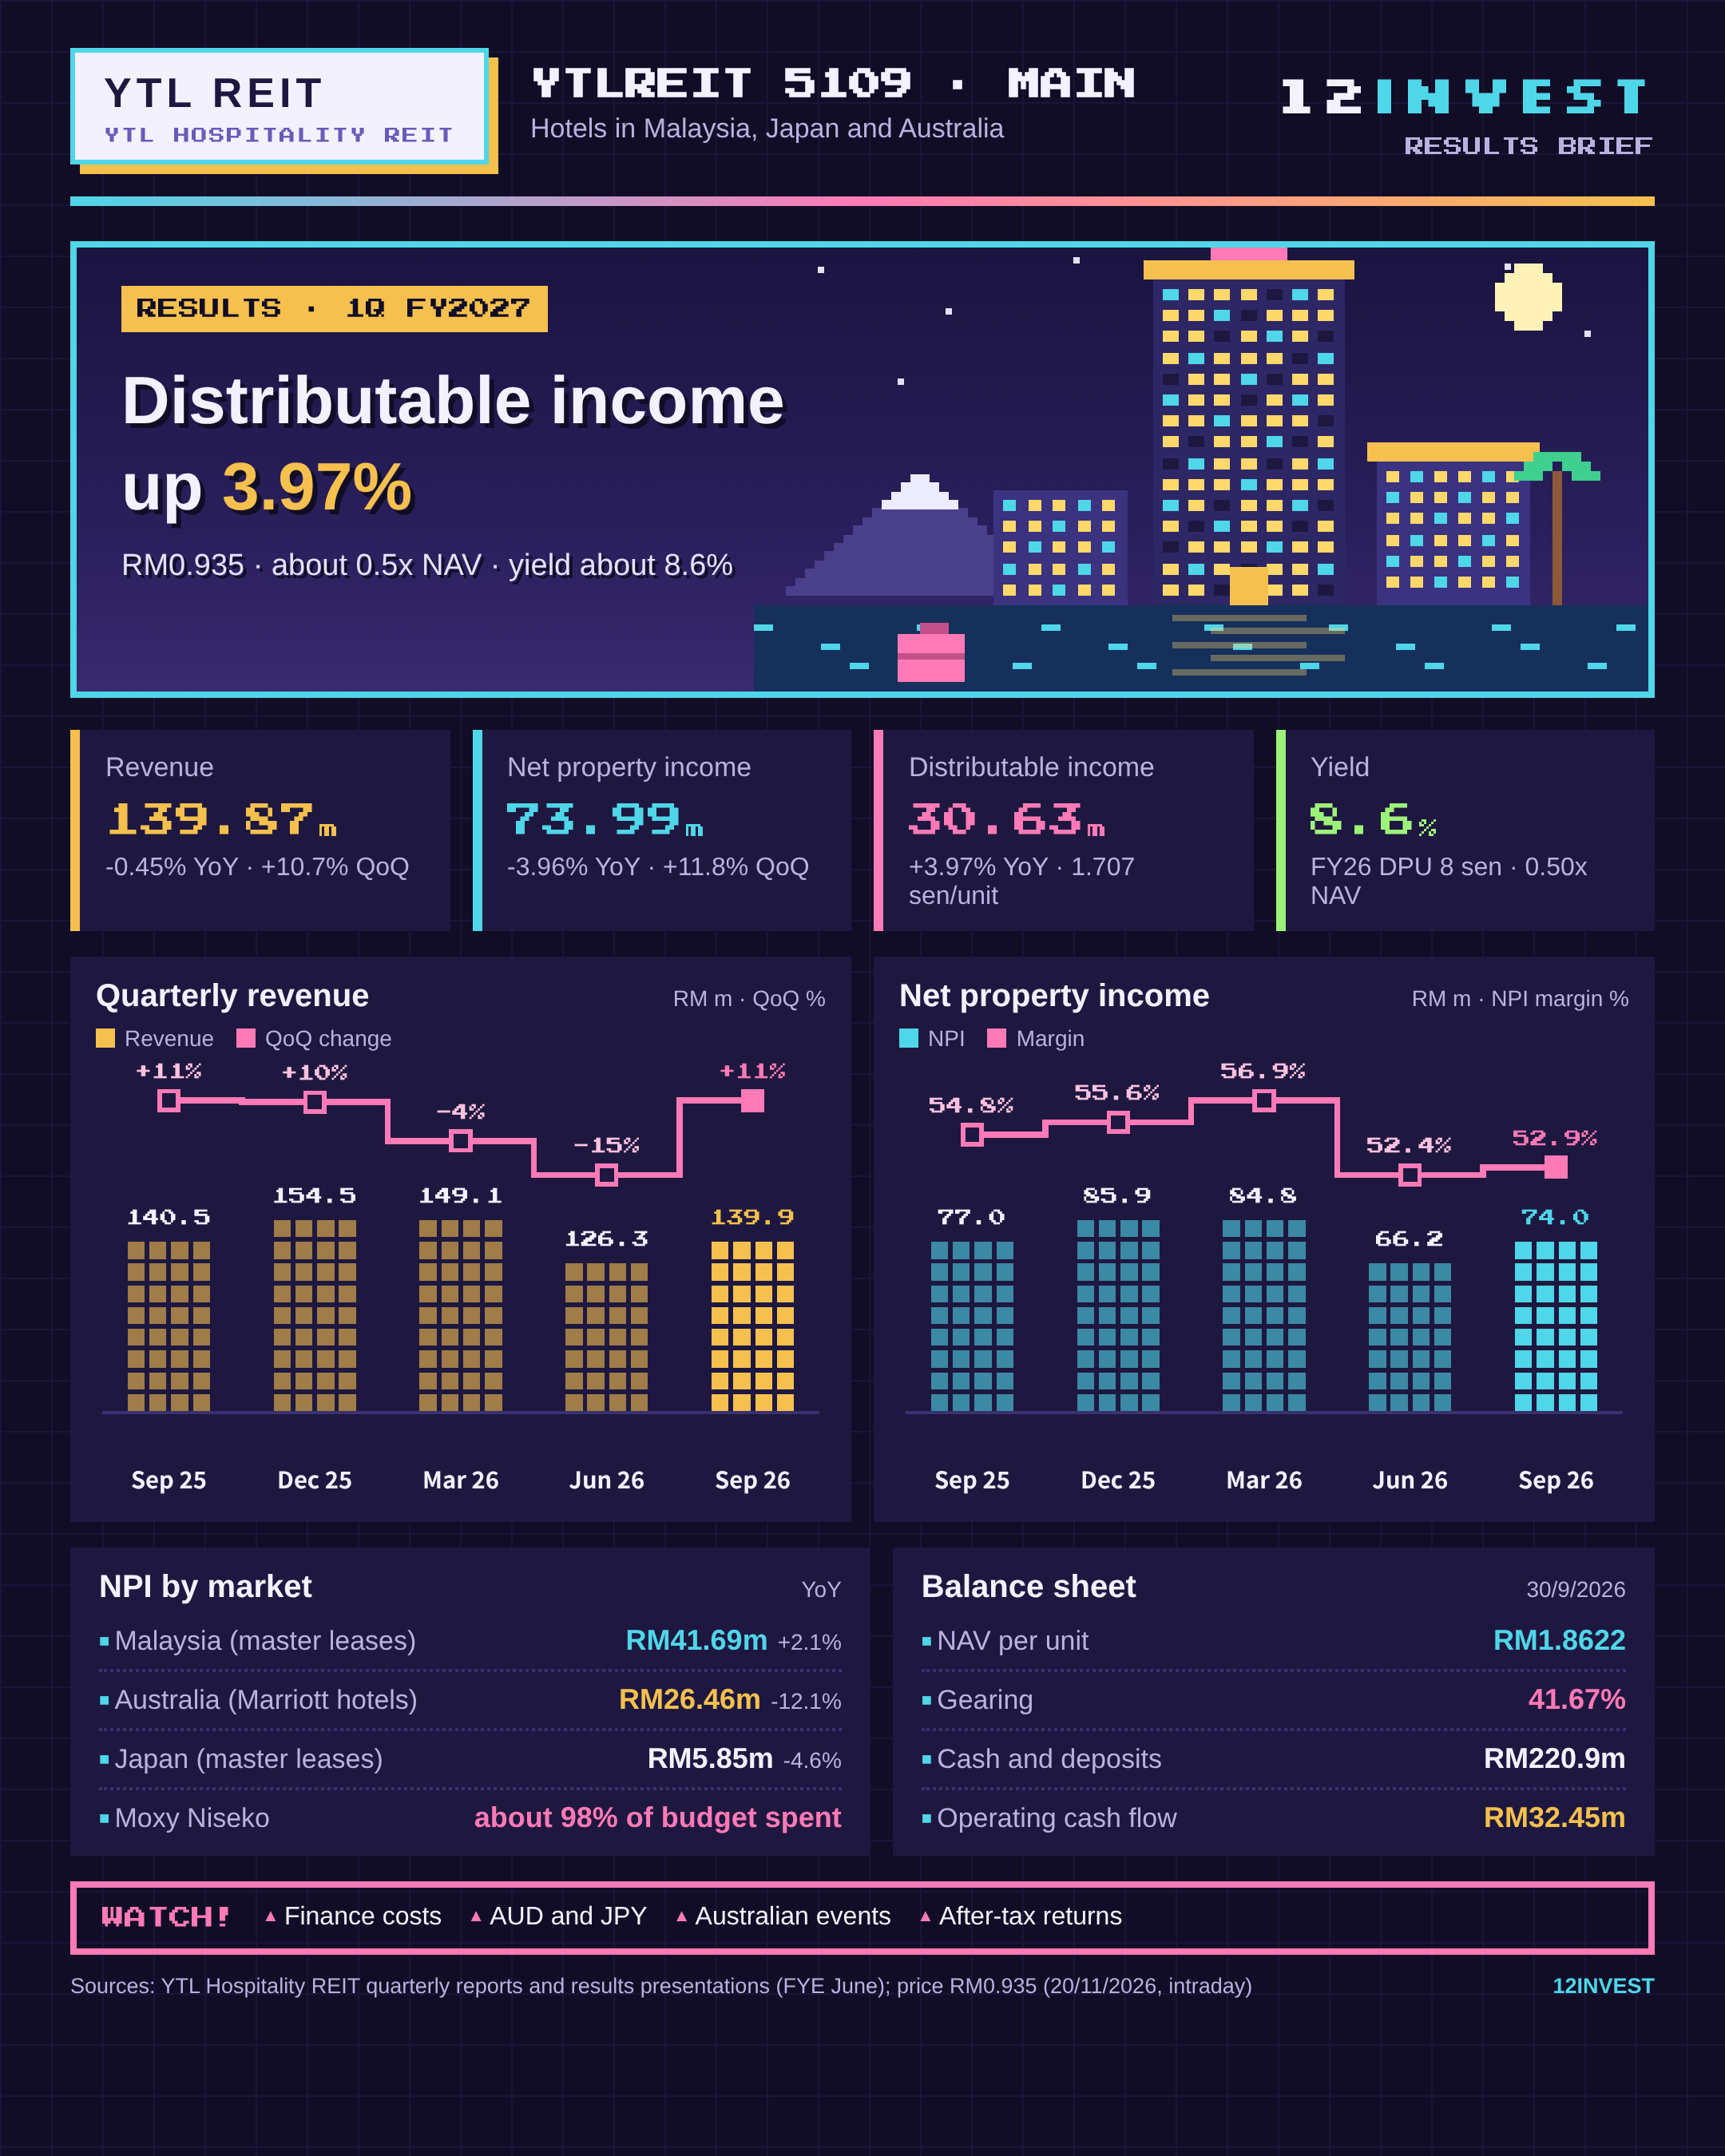 YTL REIT
YTL HOSPITALITY REIT
YTLREIT 5109 · MAIN
Hotels in Malaysia, Japan and Australia
12INVEST
RESULTS BRIEF
RESULTS · 1Q FY2027
Distributable income
up 3.97%
RM0.935 · about 0.5x NAV · yield about 8.6%
Revenue
139.87m
-0.45% YoY · +10.7% QoQ
Net property income
73.99m
-3.96% YoY · +11.8% QoQ
Distributable income
30.63m
+3.97% YoY · 1.707
sen/unit
Yield
8.6%
FY26 DPU 8 sen · 0.50x
NAV
Quarterly revenue
RM m · QoQ %
Revenue
QoQ change
+11% +10% -4% -15% +11%
140.5 154.5 149.1 126.3 139.9
Sep 25 Dec 25 Mar 26 Jun 26 Sep 26
Net property income
RM m · NPI margin %
NPI
Margin
54.8% 55.6% 56.9% 52.4% 52.9%
77.0 85.9 84.8 66.2 74.0
Sep 25 Dec 25 Mar 26 Jun 26 Sep 26
NPI by market
YoY
Malaysia (master leases) RM41.69m +2.1%
Australia (Marriott hotels) RM26.46m -12.1%
Japan (master leases) RM5.85m -4.6%
Moxy Niseko about 98% of budget spent
Balance sheet
30/9/2026
NAV per unit RM1.8622
Gearing 41.67%
Cash and deposits RM220.9m
Operating cash flow RM32.45m
WATCH! ▲ Finance costs ▲ AUD and JPY ▲ Australian events ▲ After-tax returns
Sources: YTL Hospitality REIT quarterly reports and results presentations (FYE June); price RM0.935 (20/11/2026, intraday)
12INVEST